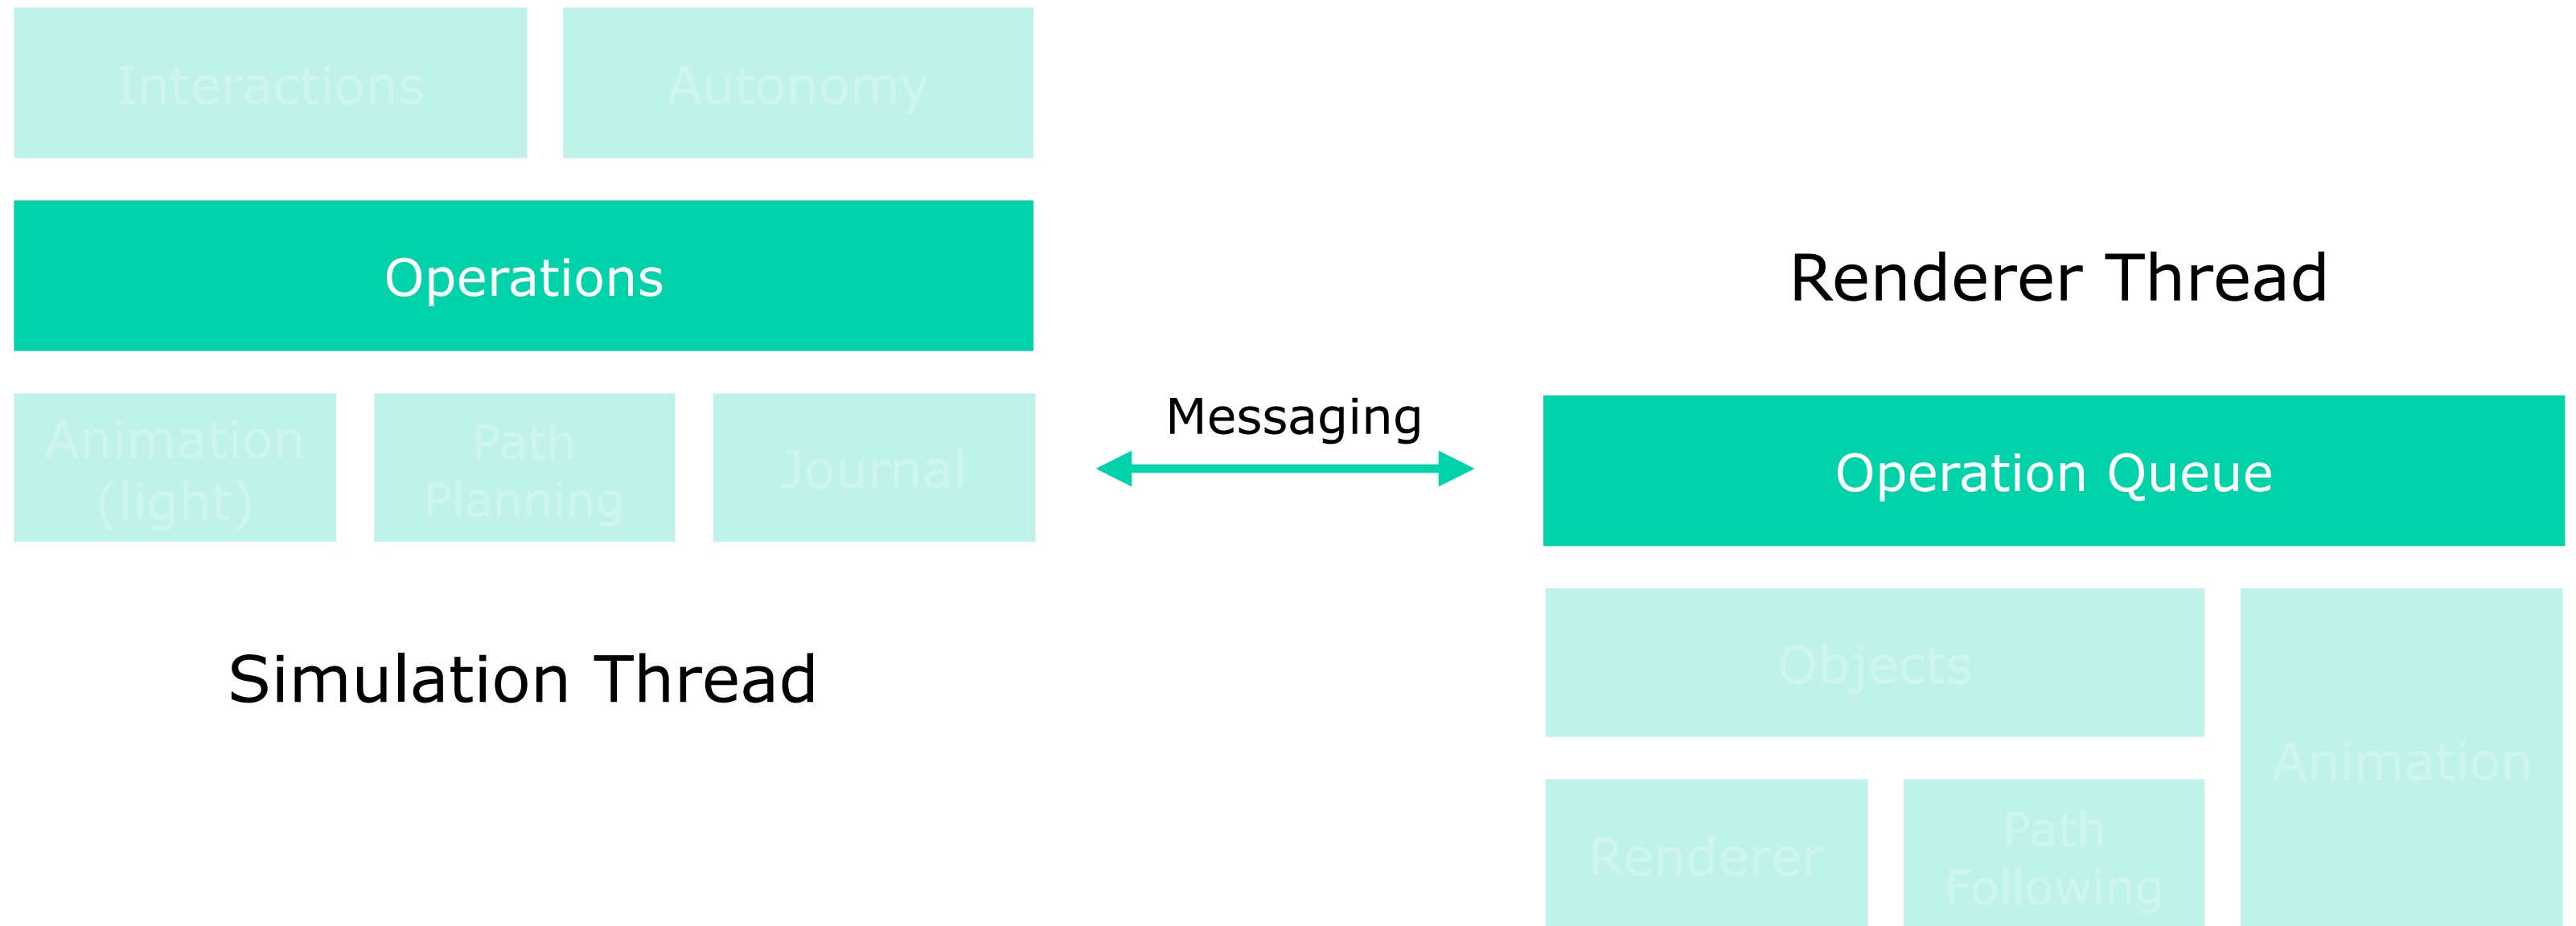 Interactions
Autonomy
Operations
Animation
(light)
Path
Planning
Journal
Simulation Thread
Messaging
Renderer Thread
Operation Queue
Objects
Animation
Renderer
Path
Following